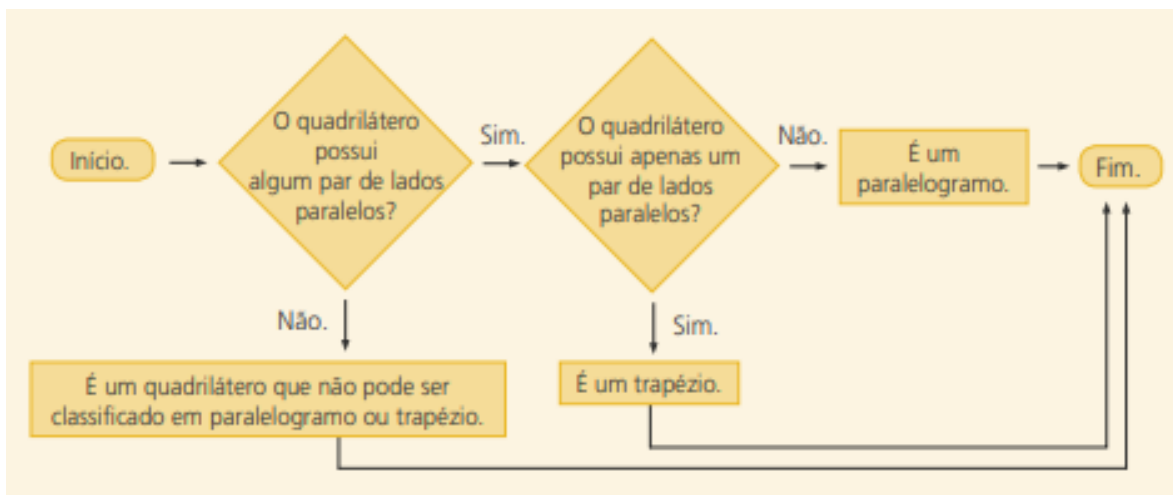 Início.
O quadrilátero
possui
algum par de lados
paralelos?
Sim.
O quadrilátero
possui apenas um
par de lados
paralelos?
Não.
É um
paralelogramo.
Fim.
Não.
É um quadrilátero que não pode ser
classificado em paralelogramo ou trapézio.
Sim.
É um trapézio.